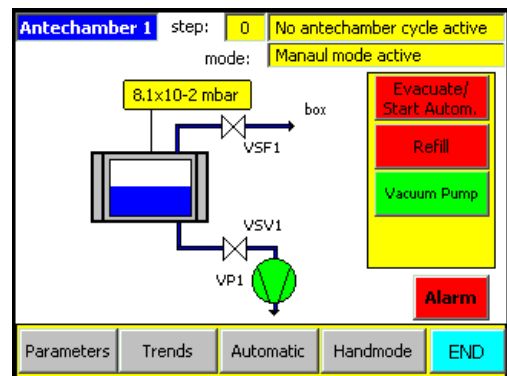 Antechamber 1 step: 0 No antechamber cycle active
mode: Manaul mode active
8.1x10-2 mbar
box
VSF1
VSV1
VP1
Evacuate/
Start Autom.
Refill
Vacuum Pump
Alarm
Parameters Trends Automatic Handmode END